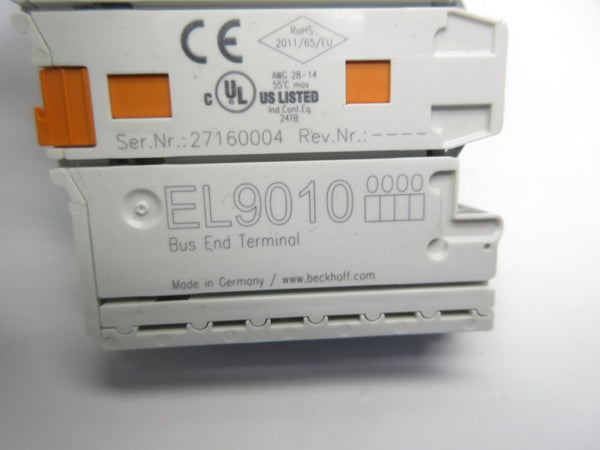 CE
RoHS
2011/65/EU
AWG 28-14
55°C max
C UL US LISTED
Ind.Cont.Eq.
24TB
Ser.Nr.:27160004 Rev.Nr.:----
EL9010 0000
Bus End Terminal
Made in Germany / www.beckhoff.com